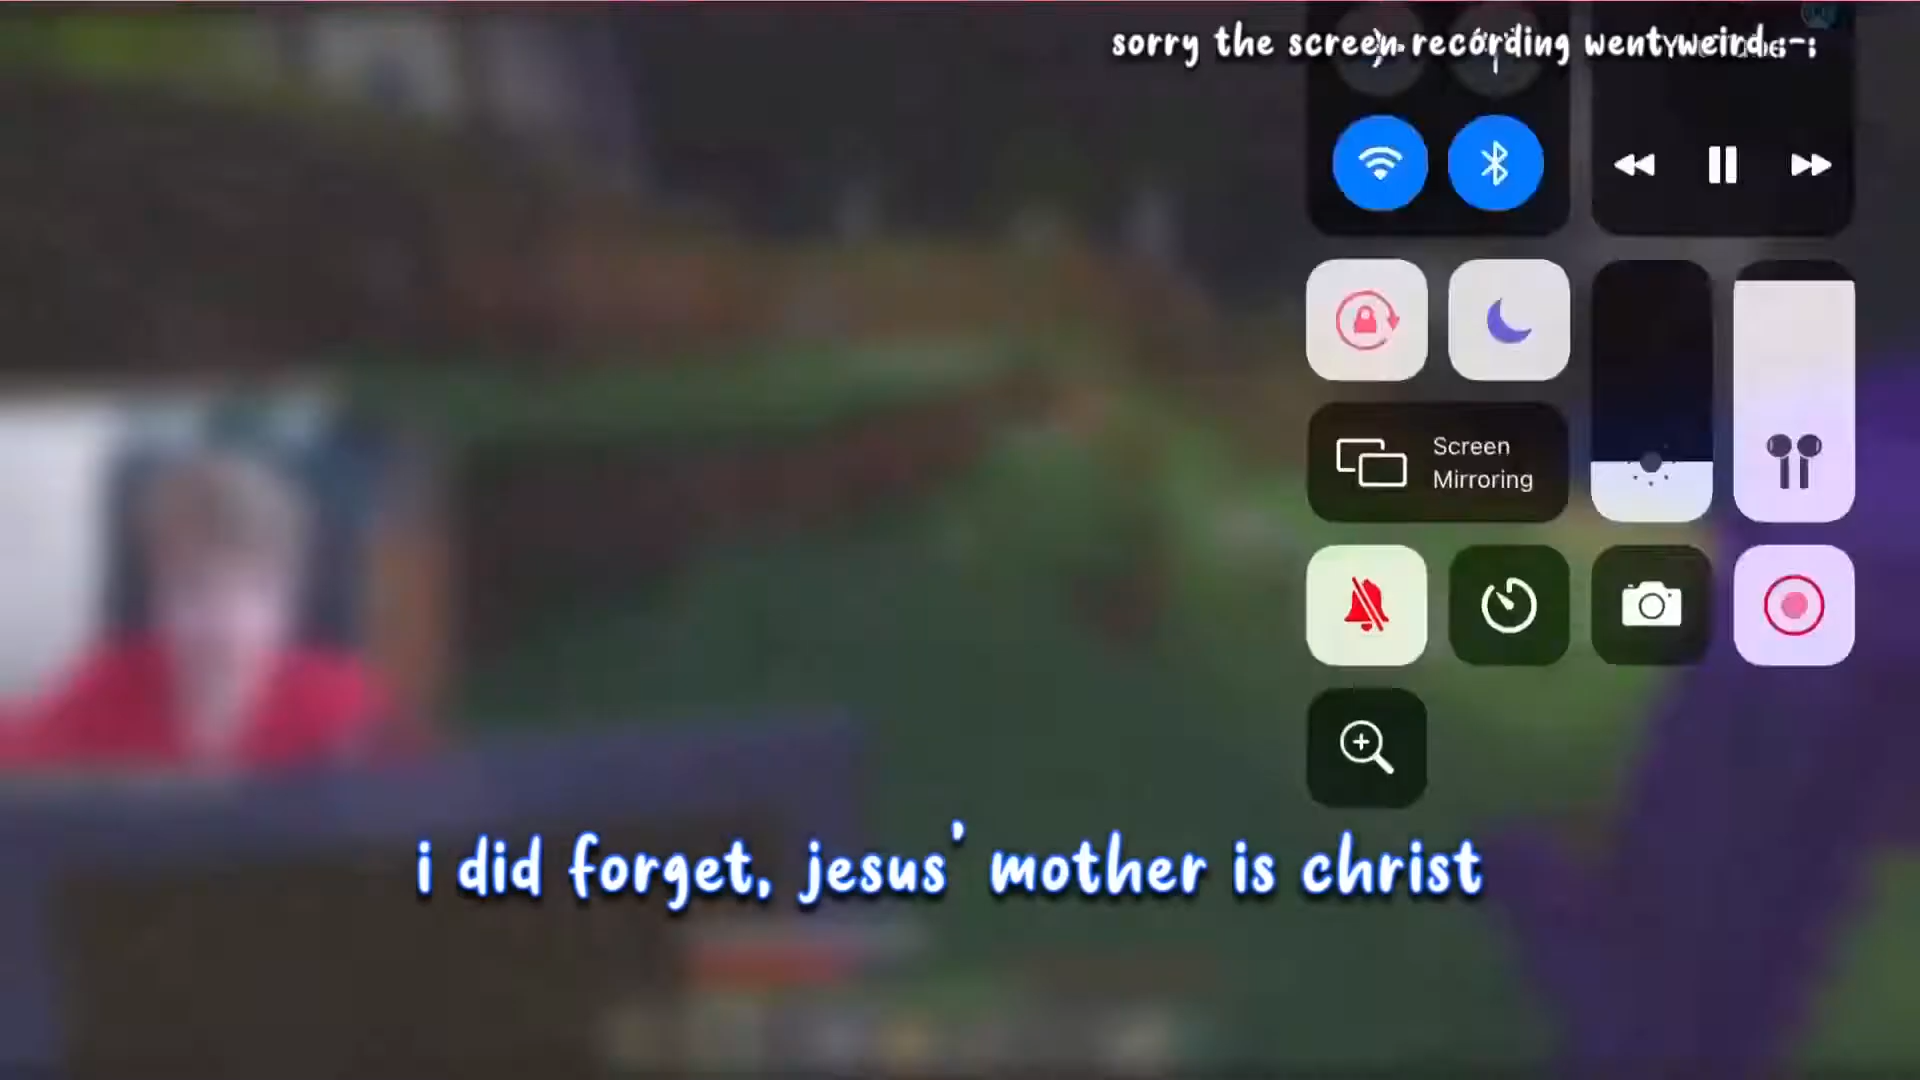 sorry the screen recording went weird ;-;
Screen
Mirroring
i did forget, jesus' mother is christ